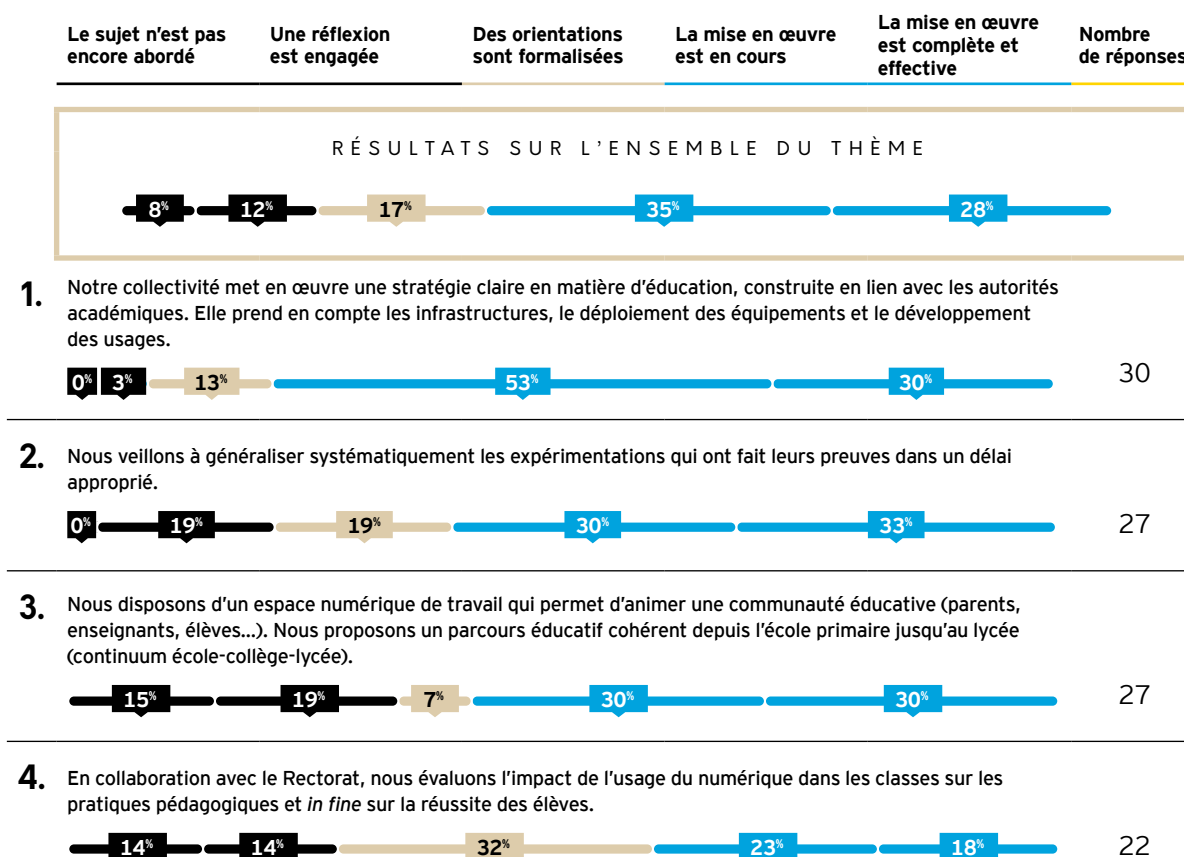 Le sujet n'est pas encore abordé
Une réflexion est engagée
Des orientations sont formalisées
La mise en œuvre est en cours
La mise en œuvre est complète et effective
Nombre de réponses
RÉSULTATS SUR L'ENSEMBLE DU THÈME
8% 12% 17% 35% 28%
1. Notre collectivité met en œuvre une stratégie claire en matière d'éducation, construite en lien avec les autorités
académiques. Elle prend en compte les infrastructures, le déploiement des équipements et le développement
des usages.
0% 3% 13% 53% 30% 30
2. Nous veillons à généraliser systématiquement les expérimentations qui ont fait leurs preuves dans un délai
approprié.
0% 19% 19% 30% 33% 27
3. Nous disposons d'un espace numérique de travail qui permet d'animer une communauté éducative (parents,
enseignants, élèves...). Nous proposons un parcours éducatif cohérent depuis l'école primaire jusqu'au lycée
(continuum école-collège-lycée).
15% 19% 7% 30% 30% 27
4. En collaboration avec le Rectorat, nous évaluons l'impact de l'usage du numérique dans les classes sur les
pratiques pédagogiques et in fine sur la réussite des élèves.
14% 14% 32% 23% 18% 22